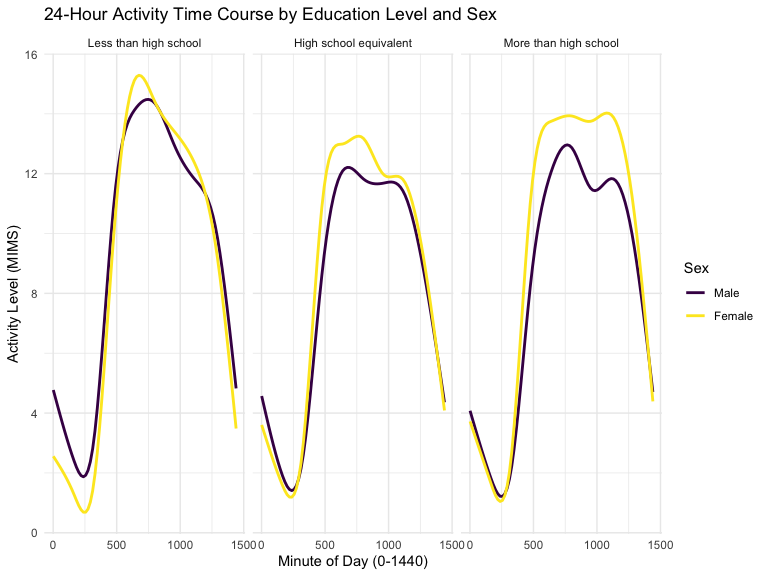 24-Hour Activity Time Course by Education Level and Sex
Less than high school
High school equivalent
More than high school
16
12
8
4
0
Activity Level (MIMS)
0 500 1000 1500
0 500 1000 1500
0 500 1000 1500
Minute of Day (0-1440)
Sex
Male
Female